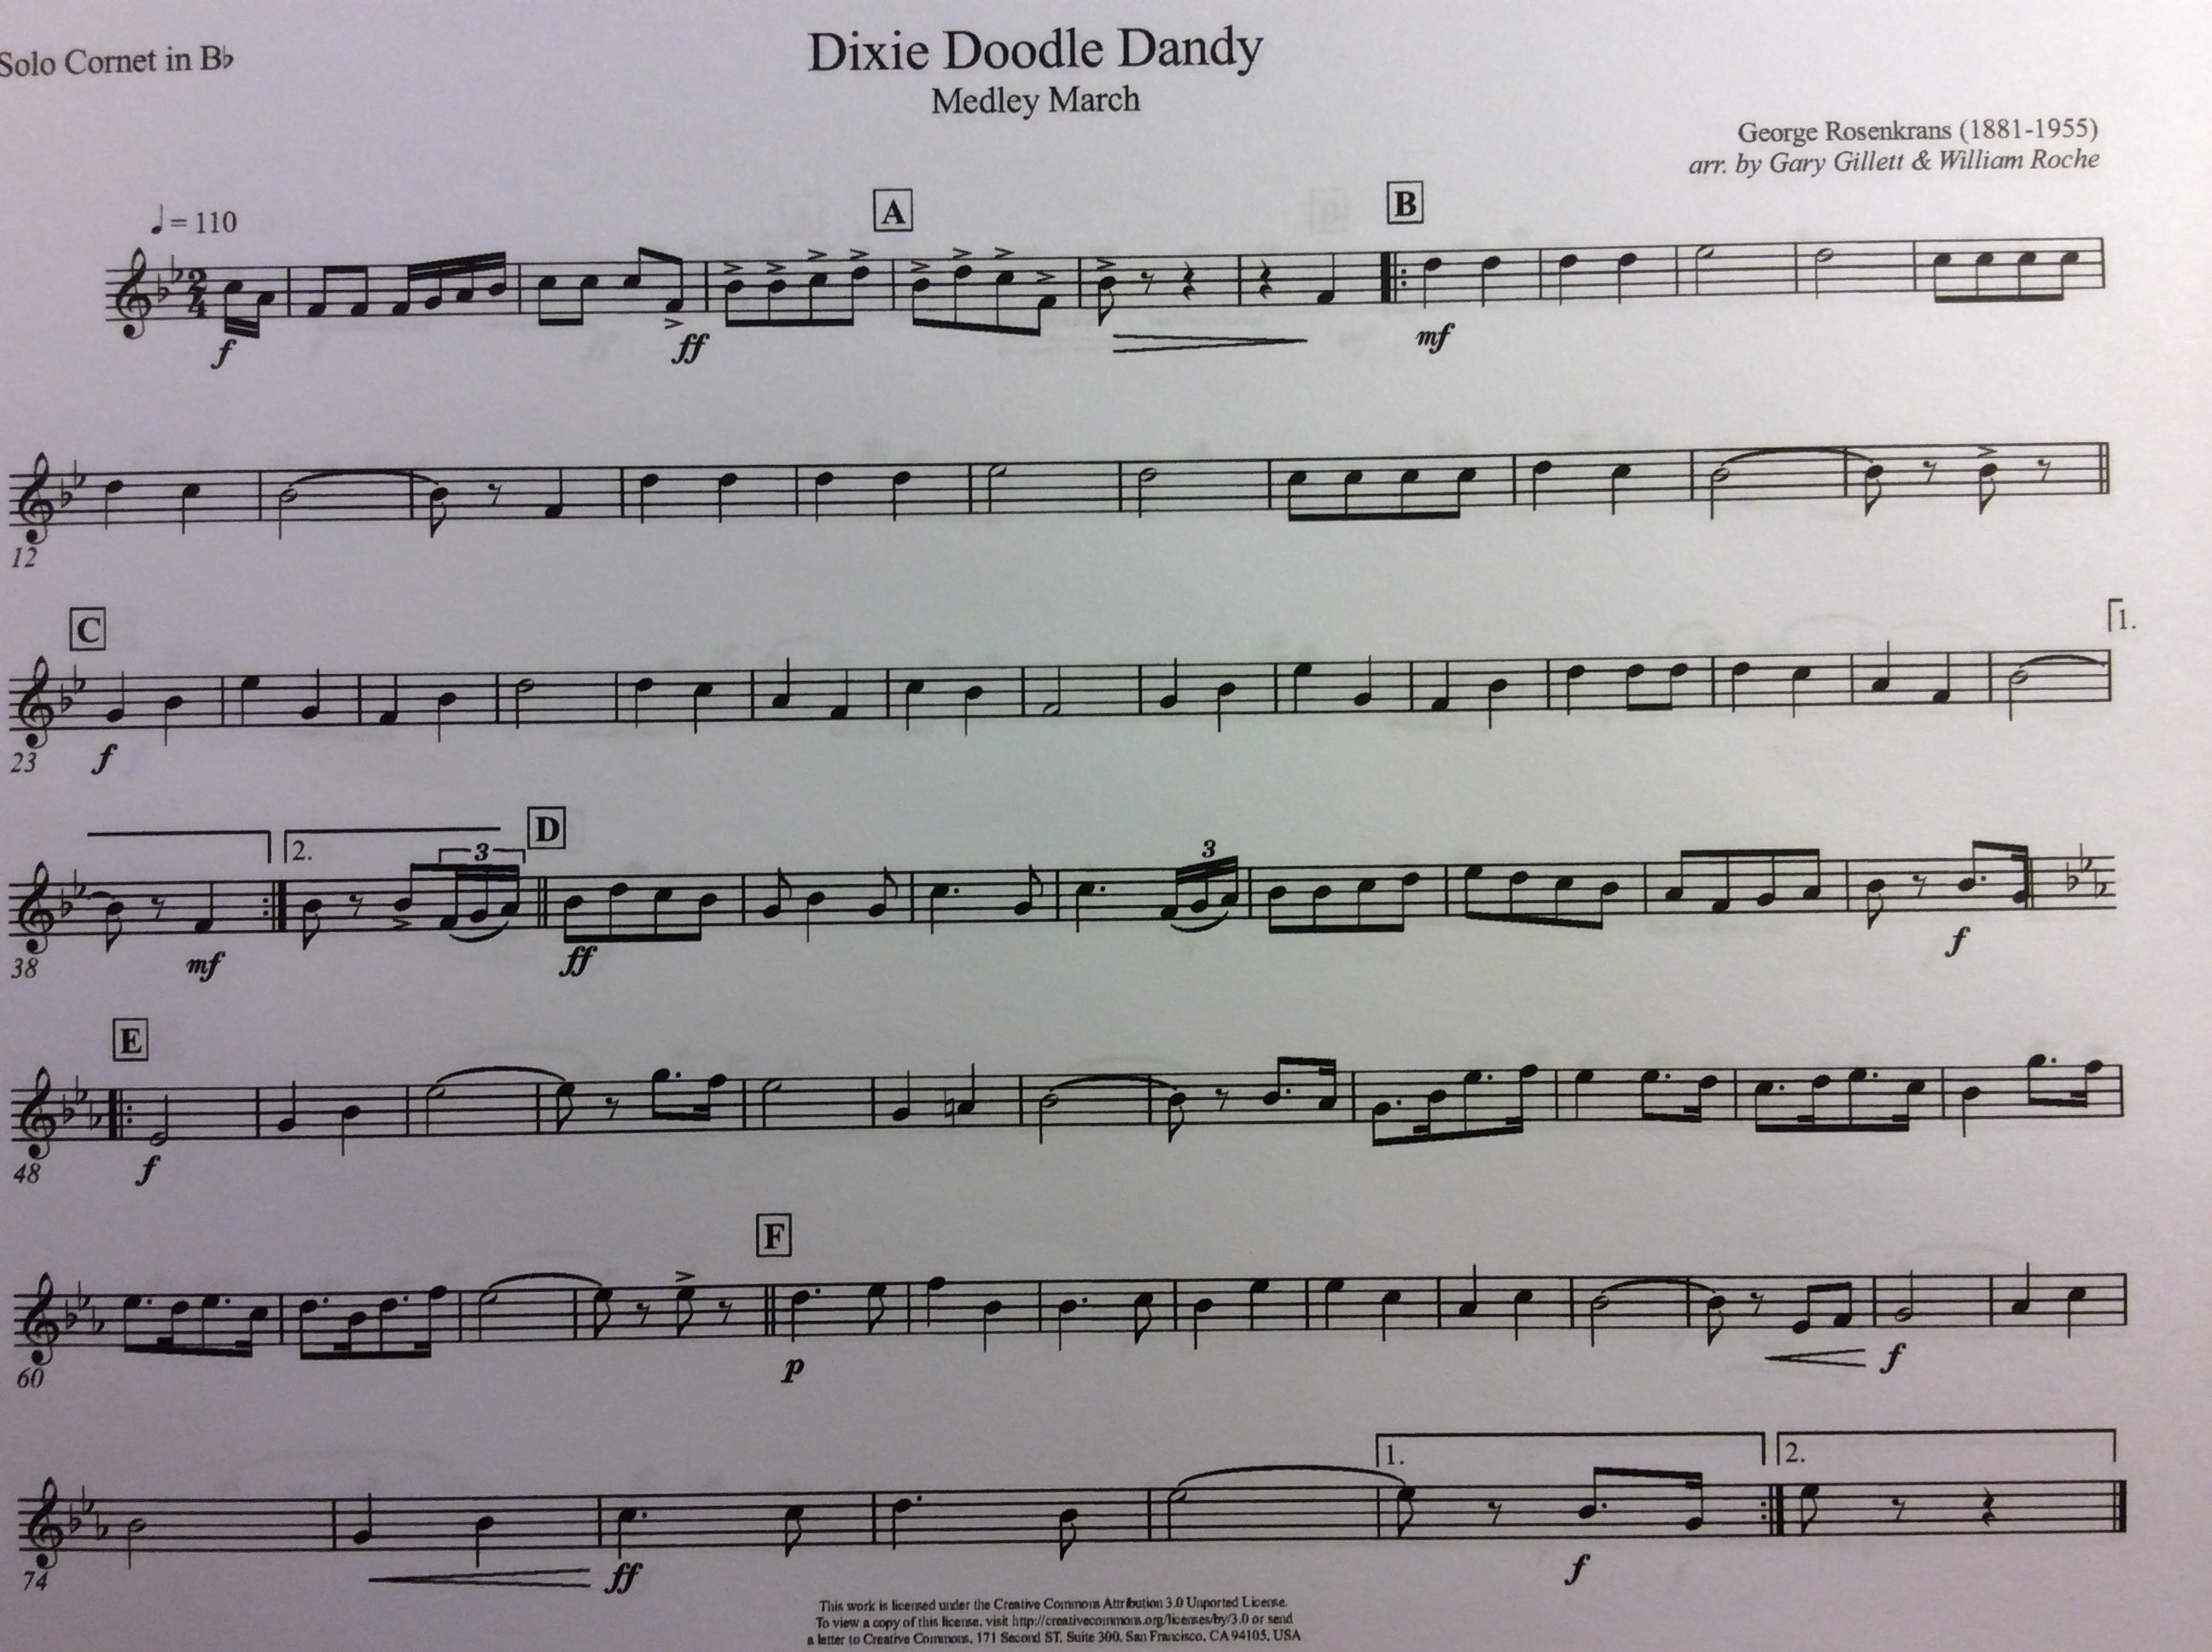 Solo Cornet in B♭
Dixie Doodle Dandy
Medley March
George Rosenkrans (1881-1955)
arr. by Gary Gillett & William Roche
♩ = 110
A
B
2
4
f
ff
mf
12
C
1.
23
f
2.
3
D
3
38
mf
ff
f
E
48
f
F
60
p
f
1.
2.
74
ff
f
This work is licensed under the Creative Commons Attribution 3.0 Unported License.
To view a copy of this license, visit http://creativecommons.org/licenses/by/3.0 or send
a letter to Creative Commons, 171 Second ST, Suite 300, San Francisco, CA 94105, USA